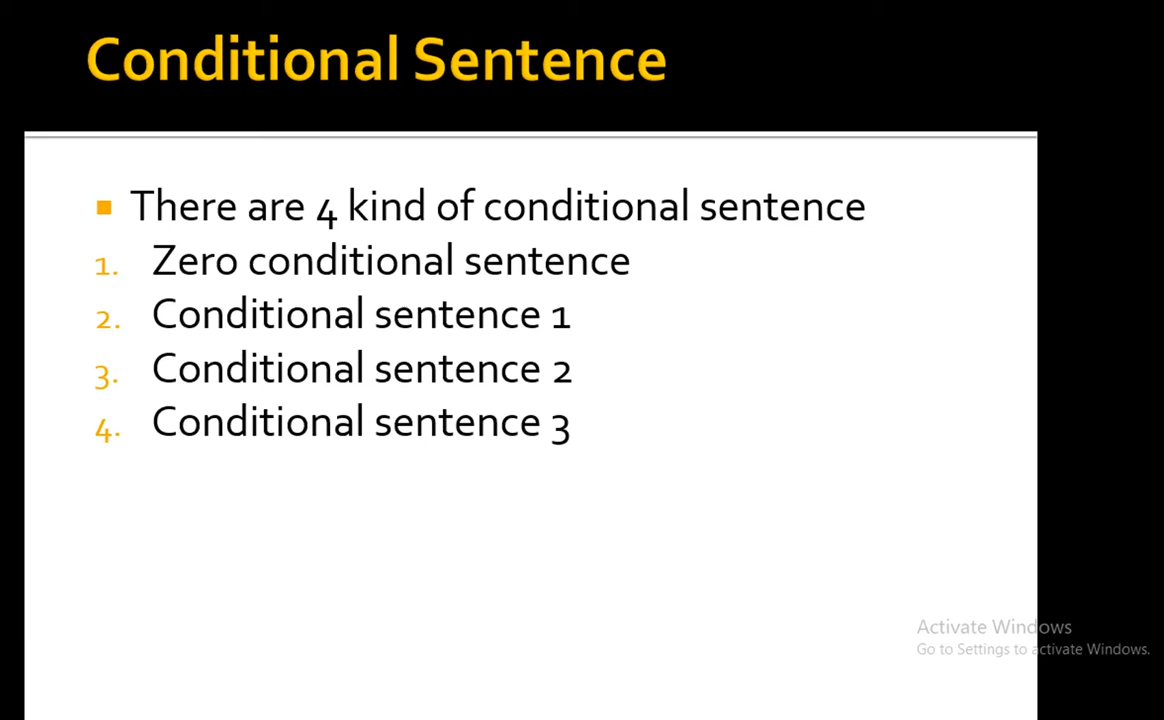 Conditional Sentence
There are 4 kind of conditional sentence
1. Zero conditional sentence
2. Conditional sentence 1
3. Conditional sentence 2
4. Conditional sentence 3
Activate Windows
Go to Settings to activate Windows.